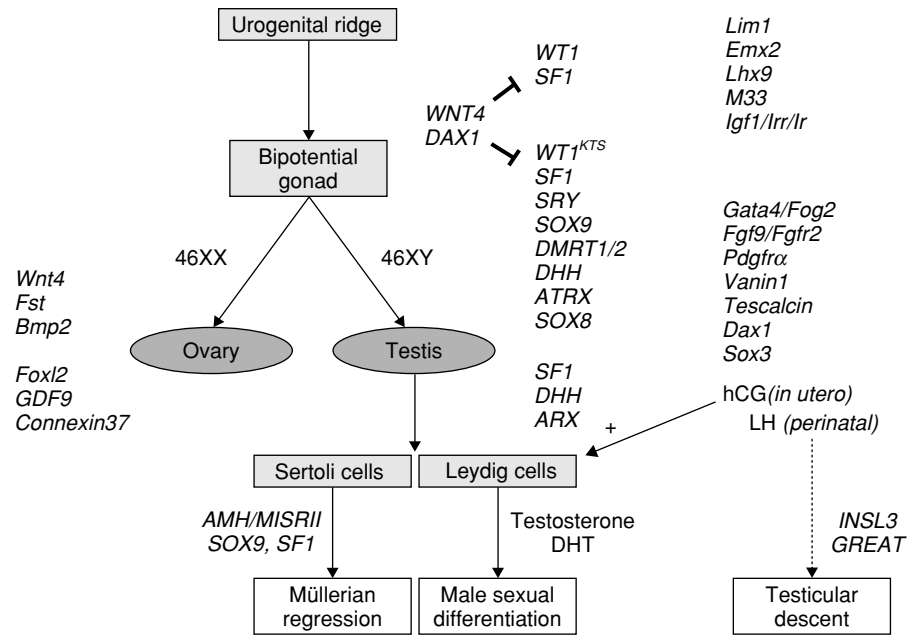 Urogenital ridge
WT1
SF1
Lim1
Emx2
Lhx9
M33
Igf1/Irr/Ir
WNT4
DAX1
Bipotential
gonad
WT1KTS
SF1
SRY
SOX9
DMRT1/2
DHH
ATRX
SOX8
Gata4/Fog2
Fgf9/Fgfr2
Pdgfrα
Vanin1
Tescalcin
Dax1
Sox3
46XX
46XY
Wnt4
Fst
Bmp2
Ovary
Testis
Foxl2
GDF9
Connexin37
SF1
DHH
ARX
hCG(in utero)
LH (perinatal)
+
Sertoli cells
Leydig cells
AMH/MISRII
SOX9, SF1
Testosterone
DHT
INSL3
GREAT
Müllerian
regression
Male sexual
differentiation
Testicular
descent